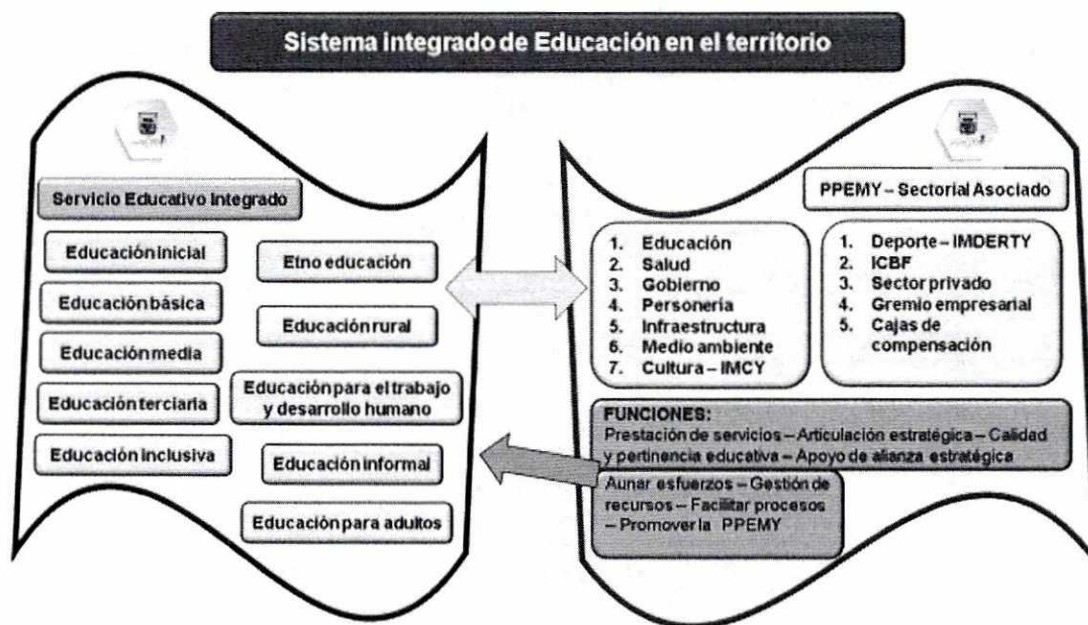 Sistema integrado de Educación en el territorio
Servicio Educativo Integrado
Educación inicial
Educación básica
Educación media
Educación terciaria
Educación inclusiva
Etno educación
Educación rural
Educación para el trabajo
y desarrollo humano
Educación informal
Educación para adultos
PPEMY – Sectorial Asociado
1. Educación
2. Salud
3. Gobierno
4. Personería
5. Infraestructura
6. Medio ambiente
7. Cultura – IMCY
1. Deporte – IMDERTY
2. ICBF
3. Sector privado
4. Gremio empresarial
5. Cajas de
compensación
FUNCIONES:
Prestación de servicios – Articulación estratégica – Calidad
y pertinencia educativa – Apoyo de alianza estratégica
Aunar esfuerzos – Gestión de
recursos – Facilitar procesos
– Promover la PPEMY